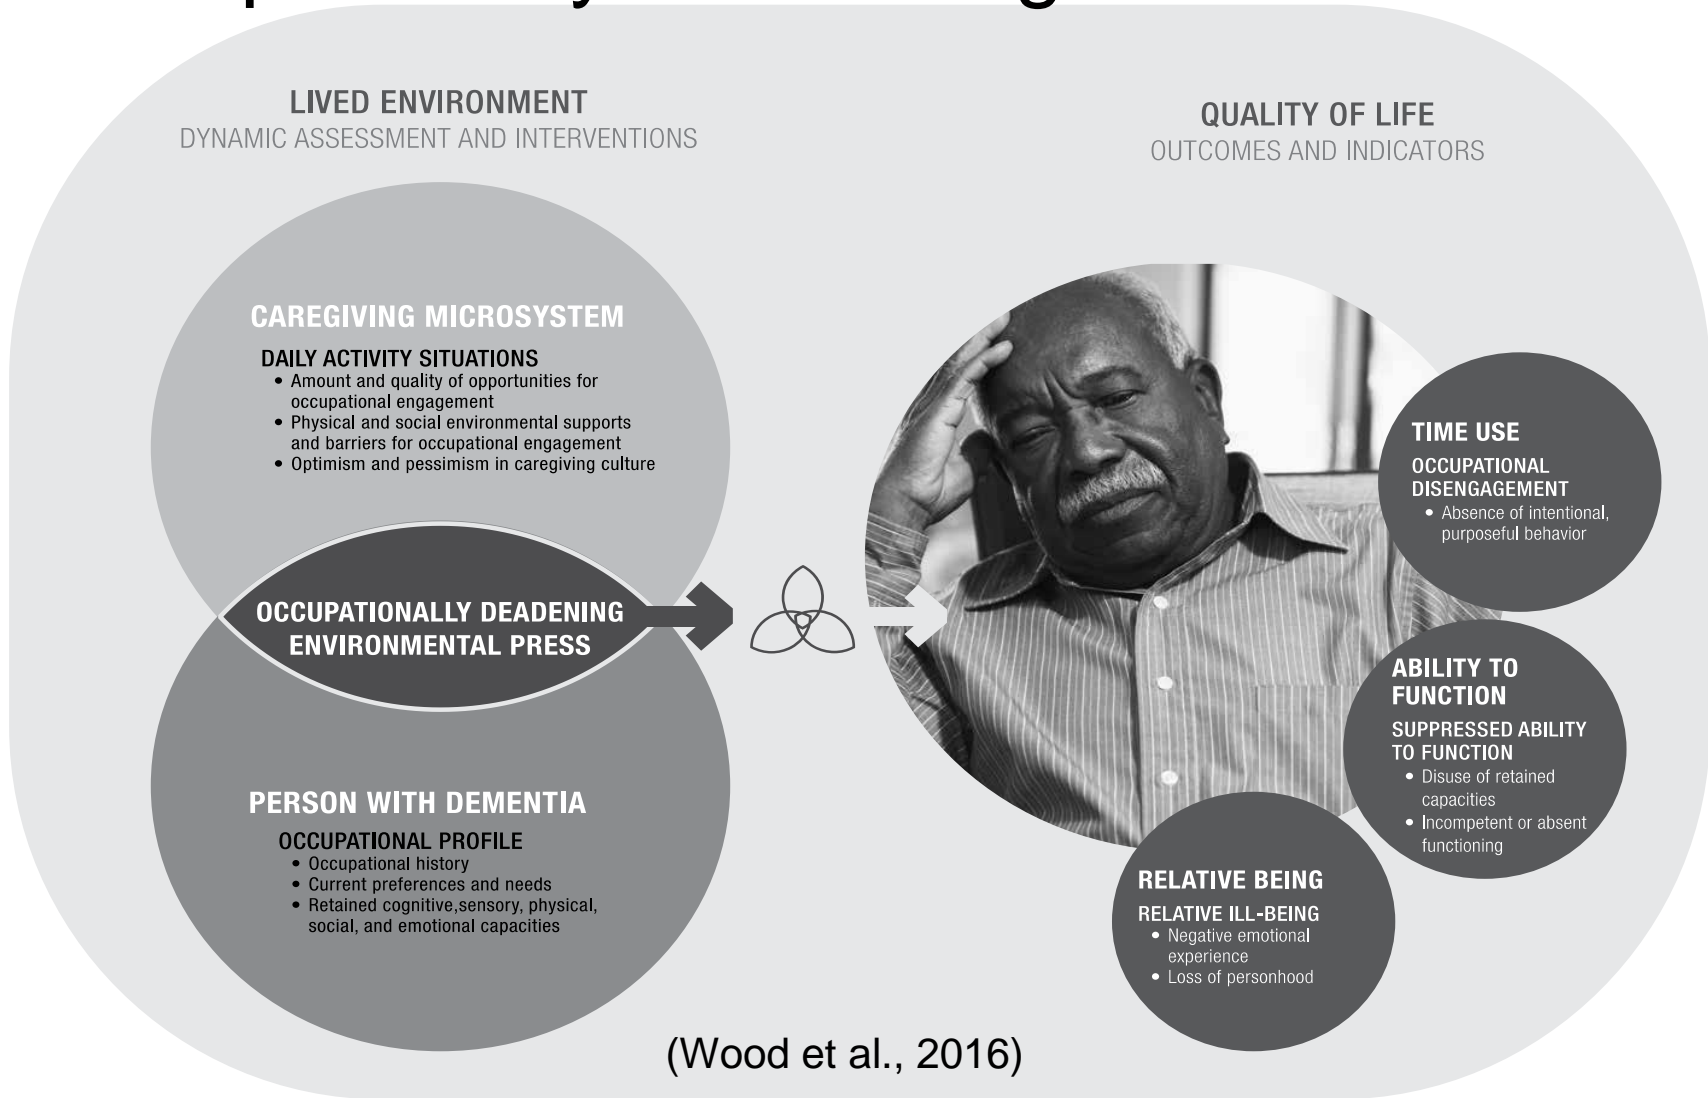 LIVED ENVIRONMENT
DYNAMIC ASSESSMENT AND INTERVENTIONS
CAREGIVING MICROSYSTEM
DAILY ACTIVITY SITUATIONS
• Amount and quality of opportunities for
occupational engagement
• Physical and social environmental supports
and barriers for occupational engagement
• Optimism and pessimism in caregiving culture
OCCUPATIONALLY DEADENING
ENVIRONMENTAL PRESS
PERSON WITH DEMENTIA
OCCUPATIONAL PROFILE
• Occupational history
• Current preferences and needs
• Retained cognitive,sensory, physical,
social, and emotional capacities
QUALITY OF LIFE
OUTCOMES AND INDICATORS
TIME USE
OCCUPATIONAL
DISENGAGEMENT
• Absence of intentional,
purposeful behavior
ABILITY TO
FUNCTION
SUPPRESSED ABILITY
TO FUNCTION
• Disuse of retained
capacities
• Incompetent or absent
functioning
RELATIVE BEING
RELATIVE ILL-BEING
• Negative emotional
experience
• Loss of personhood
(Wood et al., 2016)